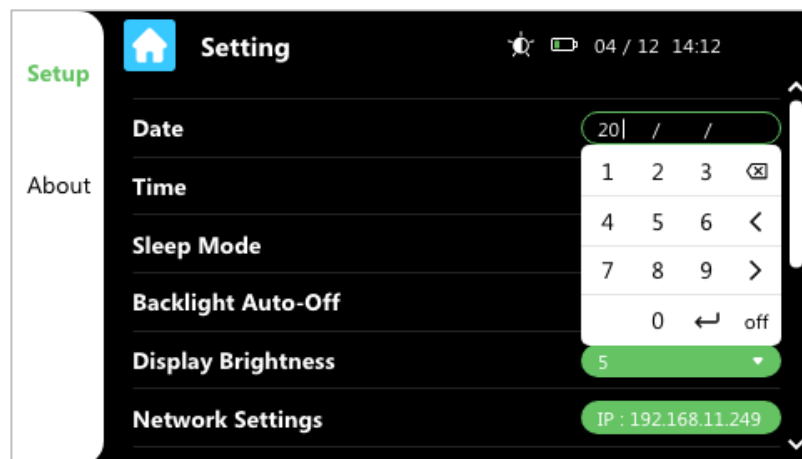 Setting 04 / 12 14:12
Setup
About
Date 20 / /
Time
Sleep Mode
Backlight Auto-Off
Display Brightness 5
Network Settings IP : 192.168.11.249
1 2 3
4 5 6 <
7 8 9 >
0 off